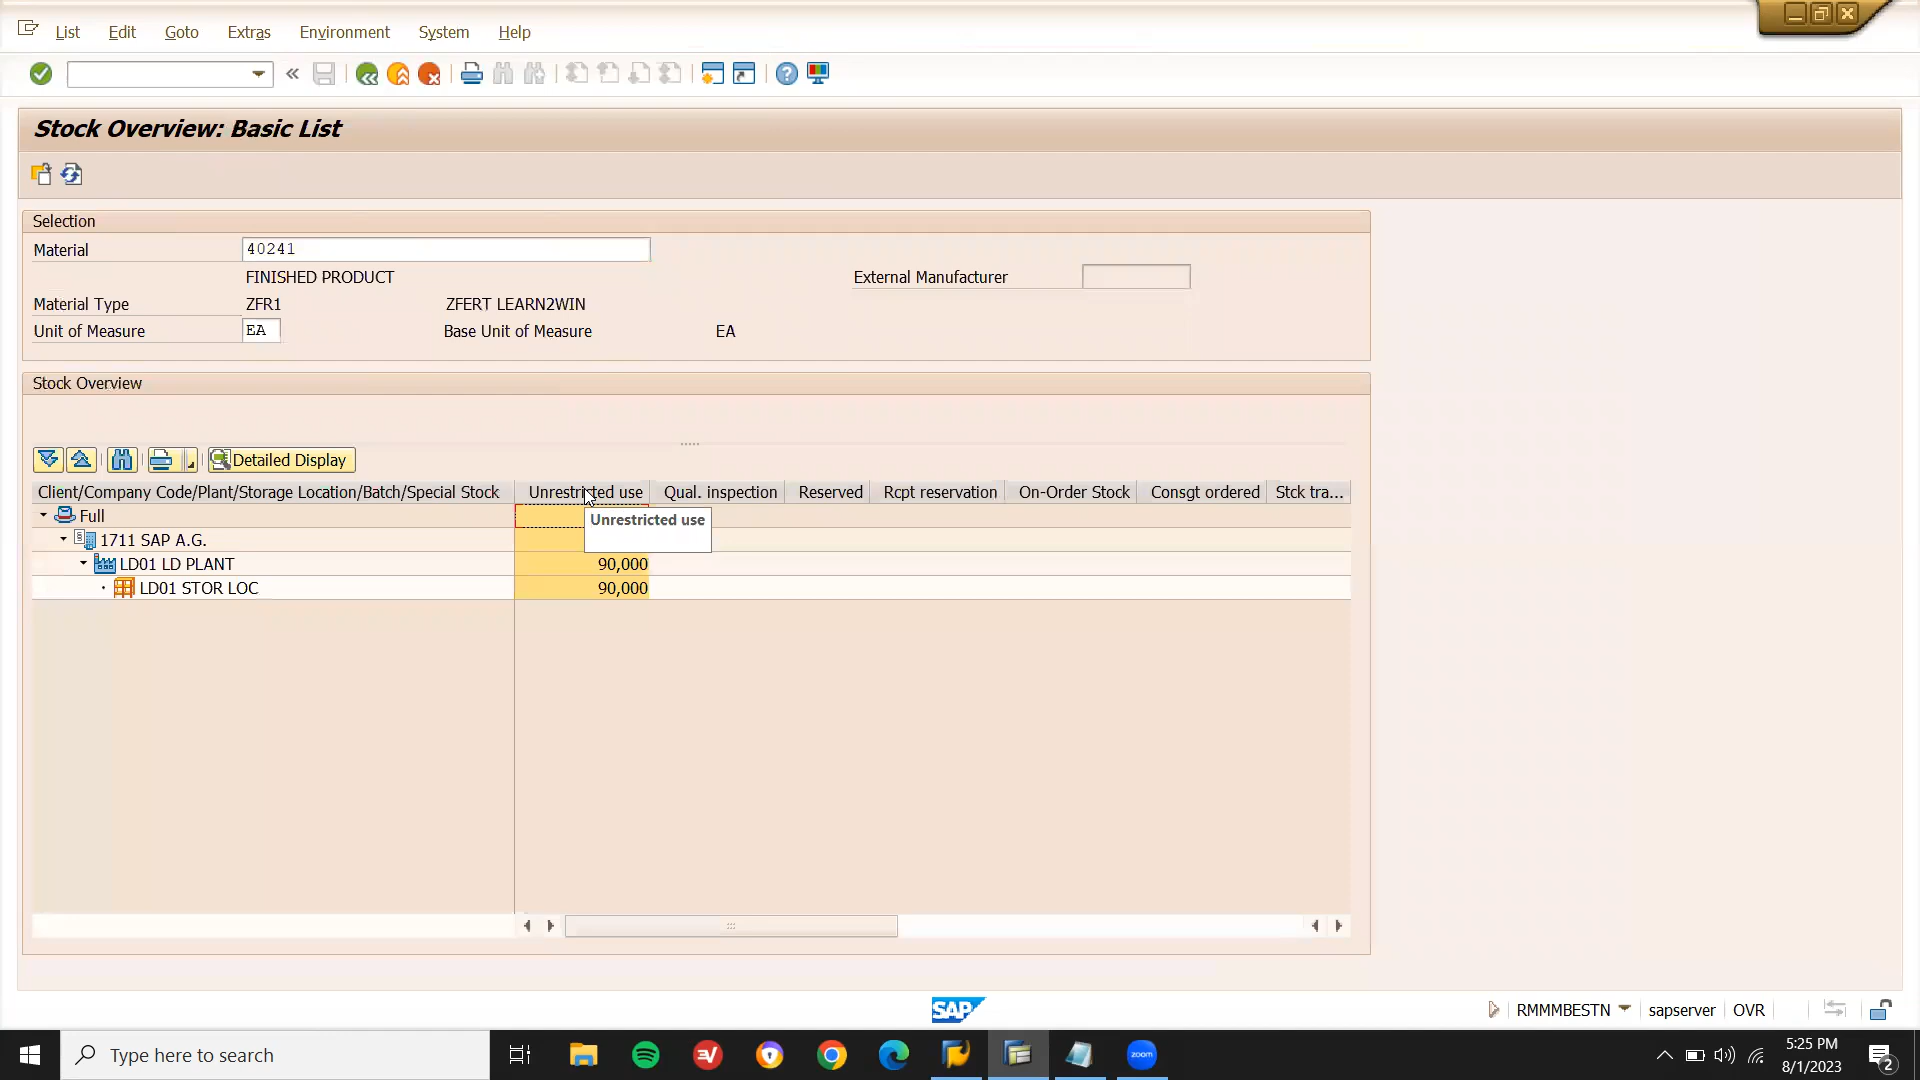 List Edit Goto Extras Environment System Help
Stock Overview: Basic List
Selection
Material 40241
FINISHED PRODUCT External Manufacturer
Material Type ZFR1 ZFERT LEARN2WIN
Unit of Measure EA Base Unit of Measure EA
Stock Overview
Detailed Display
Client/Company Code/Plant/Storage Location/Batch/Special Stock Unrestricted use Qual. inspection Reserved Rcpt reservation On-Order Stock Consgt ordered Stck tra...
Full
Unrestricted use
1711 SAP A.G.
LD01 LD PLANT 90,000
LD01 STOR LOC 90,000
SAP RMMMBESTN sapserver OVR
Type here to search
zoom
5:25 PM
8/1/2023
2